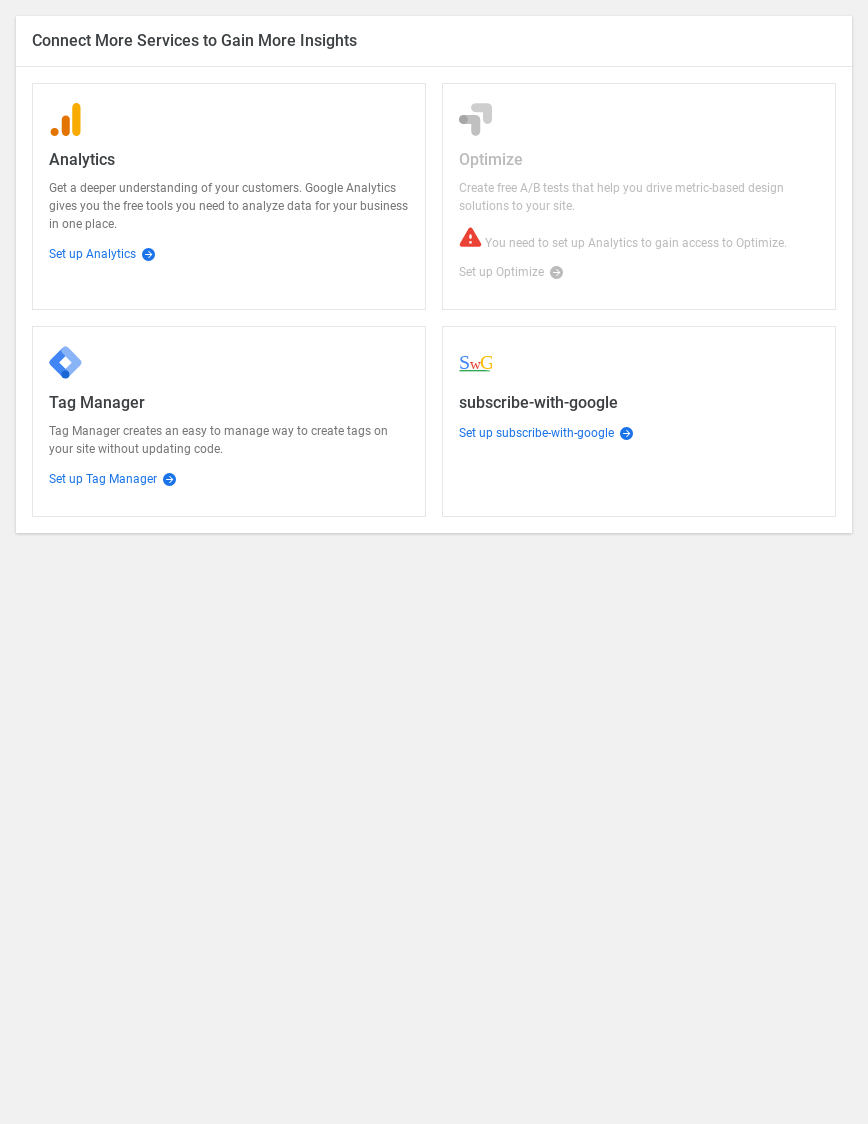 Connect More Services to Gain More Insights
Analytics
Get a deeper understanding of your customers. Google Analytics
gives you the free tools you need to analyze data for your business
in one place.
Set up Analytics
Optimize
Create free A/B tests that help you drive metric-based design
solutions to your site.
You need to set up Analytics to gain access to Optimize.
Set up Optimize
Tag Manager
Tag Manager creates an easy to manage way to create tags on
your site without updating code.
Set up Tag Manager
SwG
subscribe-with-google
Set up subscribe-with-google